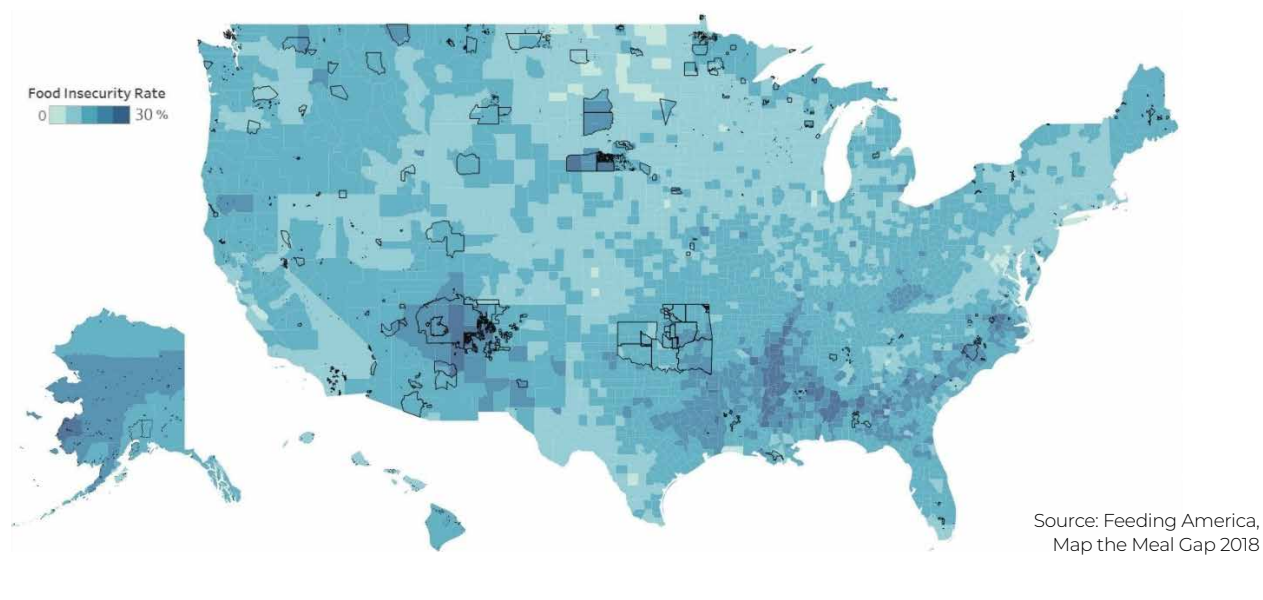 Food Insecurity Rate
0 30 %
Source: Feeding America,
Map the Meal Gap 2018